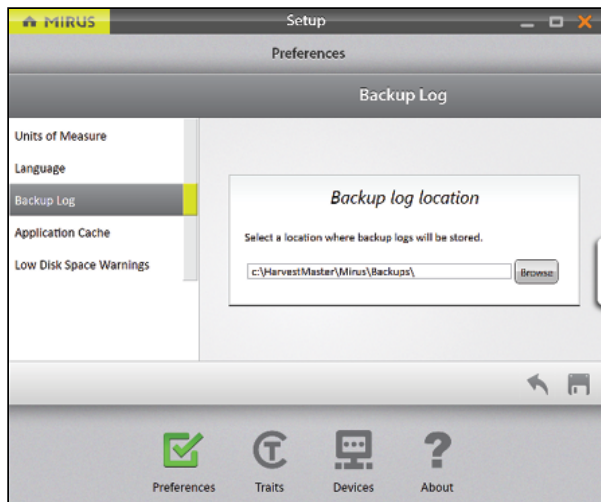 MIRUS
Setup
Preferences
Backup Log
Units of Measure
Language
Backup Log
Application Cache
Low Disk Space Warnings
Backup log location
Select a location where backup logs will be stored.
c:\HarvestMaster\Mirus\Backups\
Browse
Preferences
Traits
Devices
About